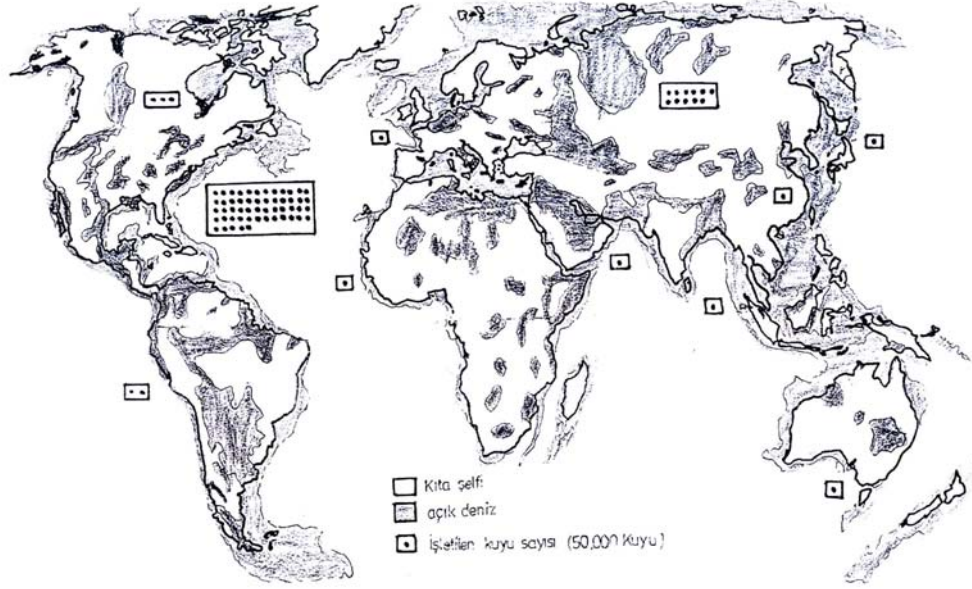 Kıta şelfi
açık deniz
İşletilen kuyu sayısı (50,000 Kuyu)